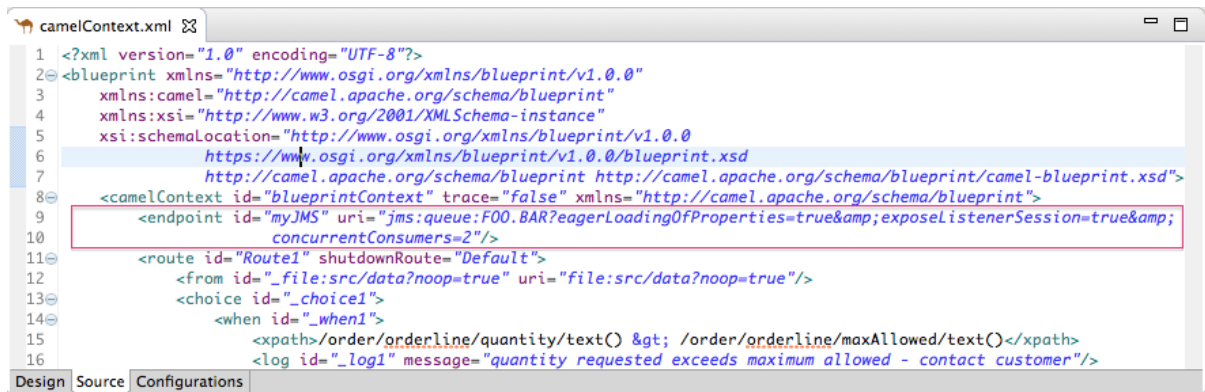 camelContext.xml
1 <?xml version="1.0" encoding="UTF-8"?>
2 <blueprint xmlns="http://www.osgi.org/xmlns/blueprint/v1.0.0"
3 xmlns:camel="http://camel.apache.org/schema/blueprint"
4 xmlns:xsi="http://www.w3.org/2001/XMLSchema-instance"
5 xsi:schemaLocation="http://www.osgi.org/xmlns/blueprint/v1.0.0
6 https://www.osgi.org/xmlns/blueprint/v1.0.0/blueprint.xsd
7 http://camel.apache.org/schema/blueprint http://camel.apache.org/schema/blueprint/camel-blueprint.xsd">
8 <camelContext id="blueprintContext" trace="false" xmlns="http://camel.apache.org/schema/blueprint">
9 <endpoint id="myJMS" uri="jms:queue:FOO.BAR?eagerLoadingOfProperties=true&amp;exposeListenerSession=true&amp;
10 concurrentConsumers=2"/>
11 <route id="Route1" shutdownRoute="Default">
12 <from id="_file:src/data?noop=true" uri="file:src/data?noop=true"/>
13 <choice id="_choice1">
14 <when id="_when1">
15 <xpath>/order/orderline/quantity/text() &gt; /order/orderline/maxAllowed/text()</xpath>
16 <log id="_log1" message="quantity requested exceeds maximum allowed - contact customer"/>
Design Source Configurations